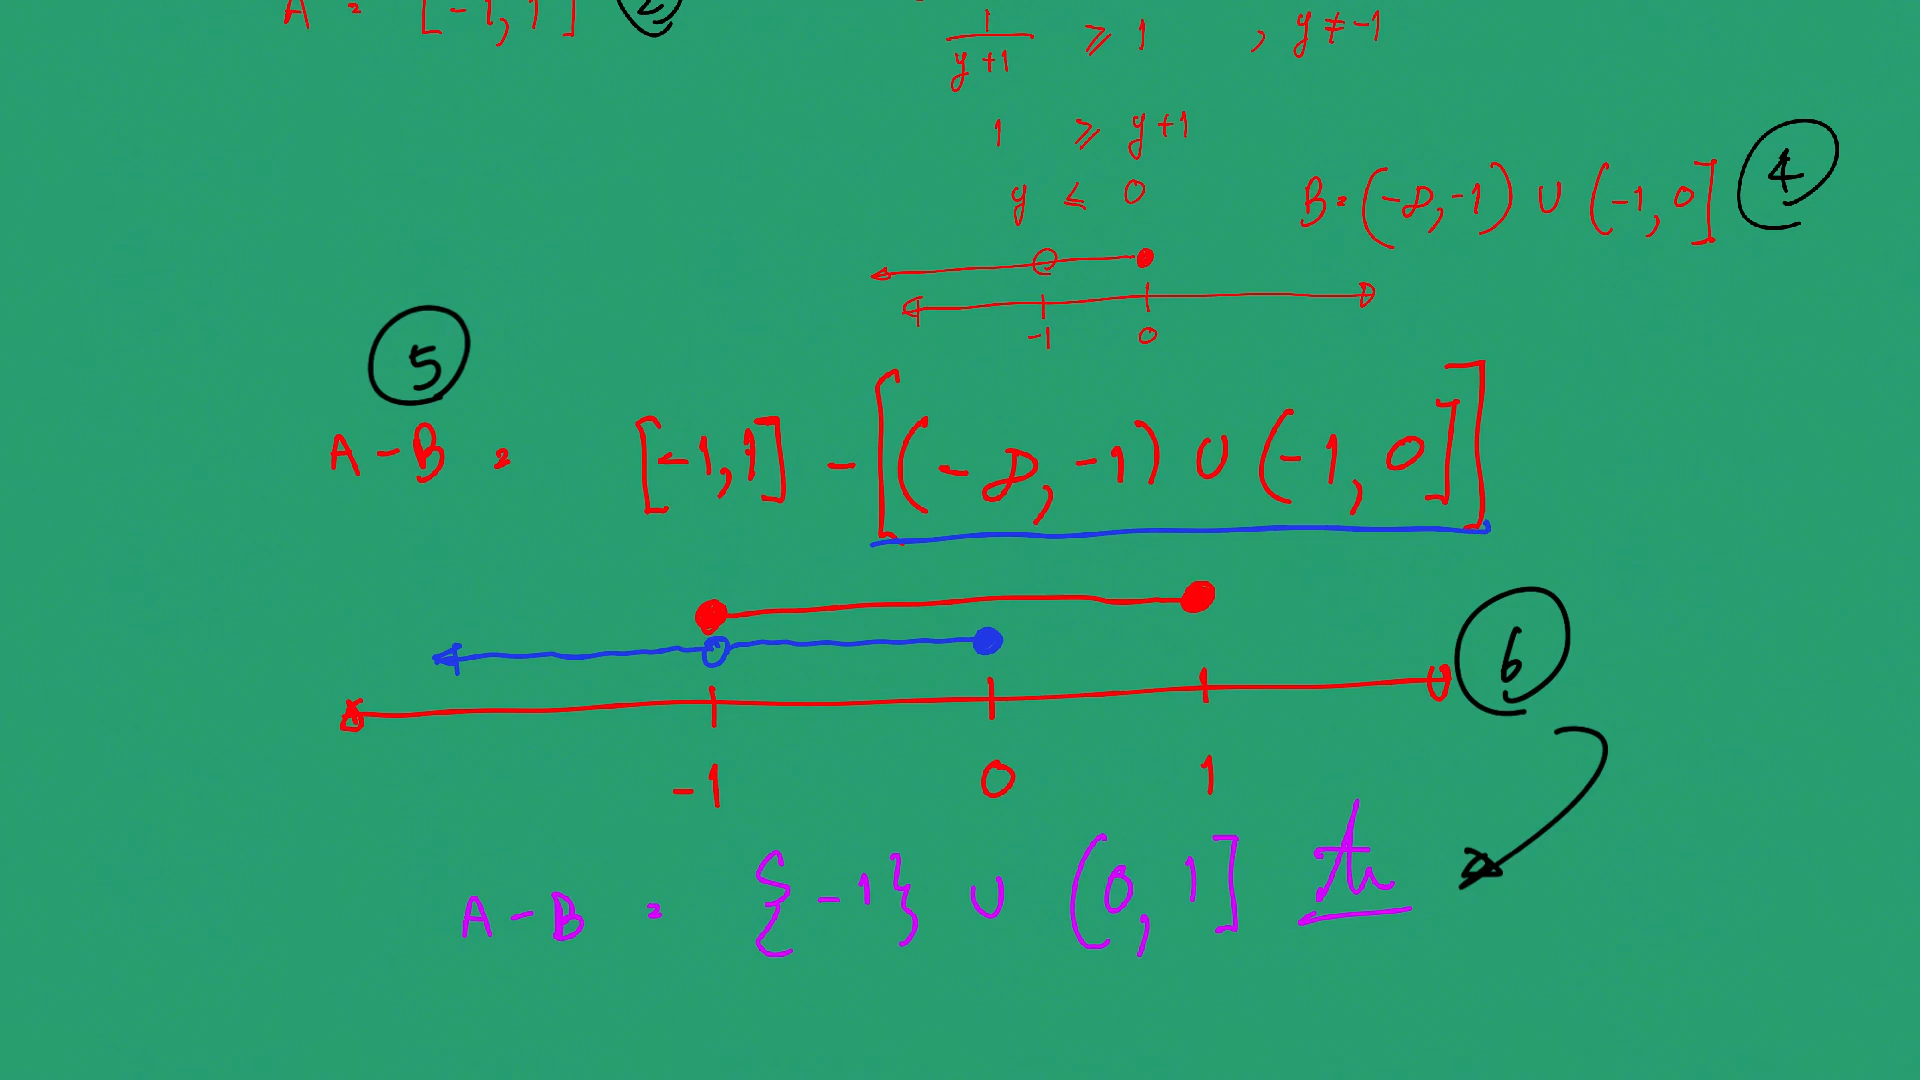 A = [-1, 1] 2
1/(y+1) ⩾ 1 , y ≠ -1
1 ⩾ y+1
y ≤ 0 B = (-∞, -1) ∪ (-1, 0] 4
-1 0
5
A - B = [-1, 1] - [(-∞, -1) ∪ (-1, 0]]
6
-1 0 1
A - B = {-1} ∪ (0, 1]